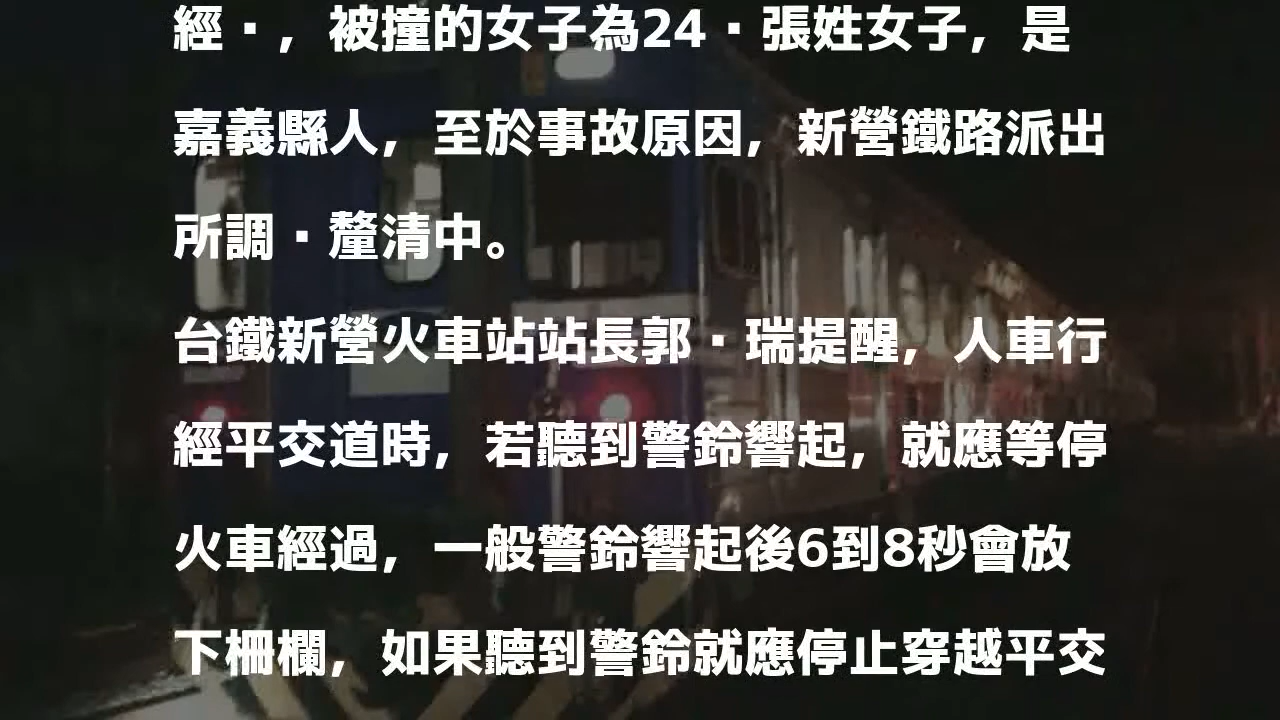 經▪，被撞的女子為24▪張姓女子，是
嘉義縣人，至於事故原因，新營鐵路派出
所調▪釐清中。
台鐵新營火車站站長郭▪瑞提醒，人車行
經平交道時，若聽到警鈴響起，就應等停
火車經過，一般警鈴響起後6到8秒會放
下柵欄，如果聽到警鈴就應停止穿越平交